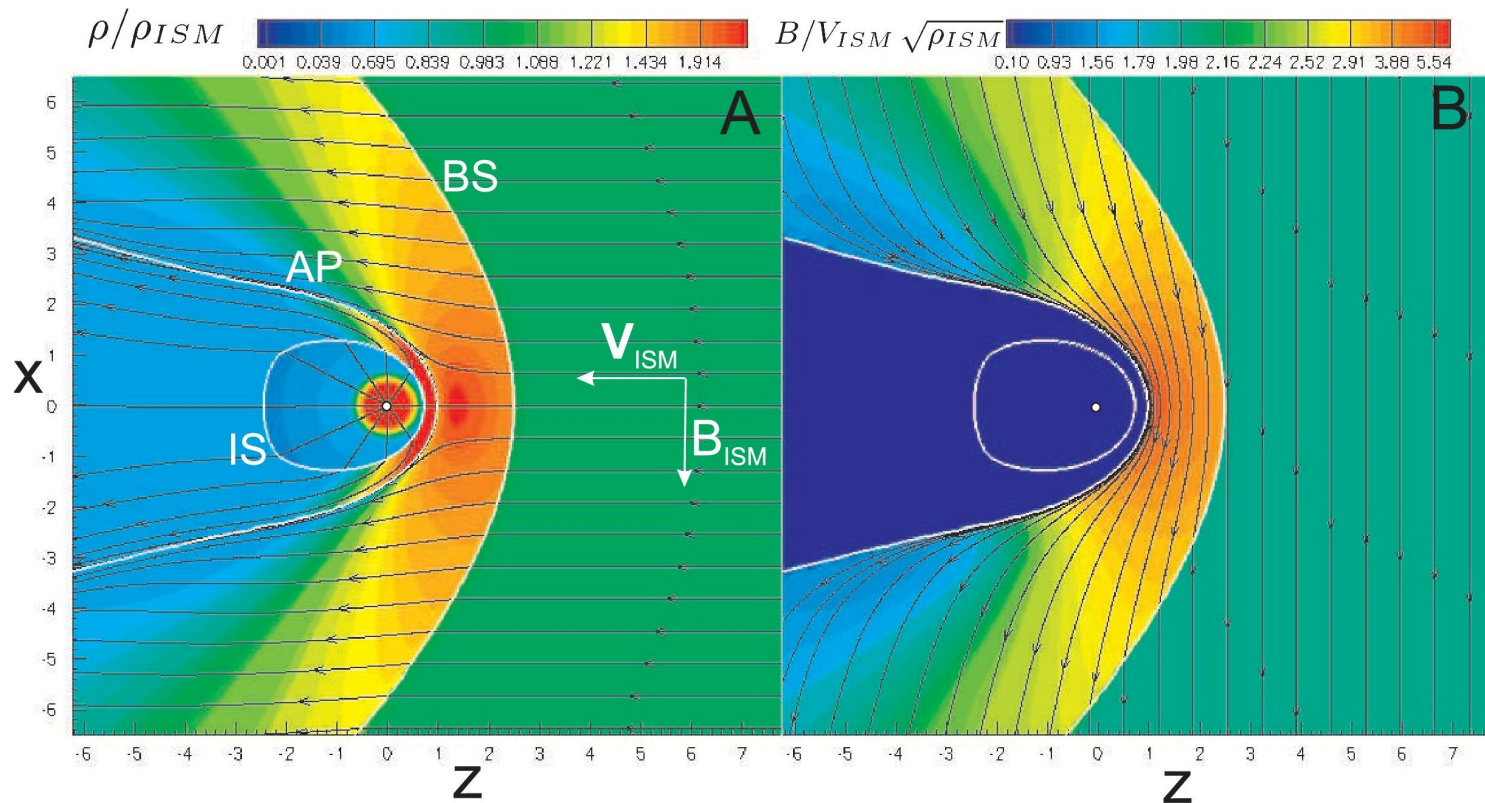 ρ/ρISM
0.001 0.039 0.695 0.839 0.983 1.088 1.221 1.434 1.914
B/VISM √ρISM
0.10 0.93 1.56 1.79 1.98 2.16 2.24 2.52 2.91 3.88 5.54
A
B
BS
AP
IS
VISM
BISM
X
6
5
4
3
2
1
0
-1
-2
-3
-4
-5
-6
-6 -5 -4 -3 -2 -1 0 1 2 3 4 5 6 7
-6 -5 -4 -3 -2 -1 0 1 2 3 4 5 6 7
Z
Z